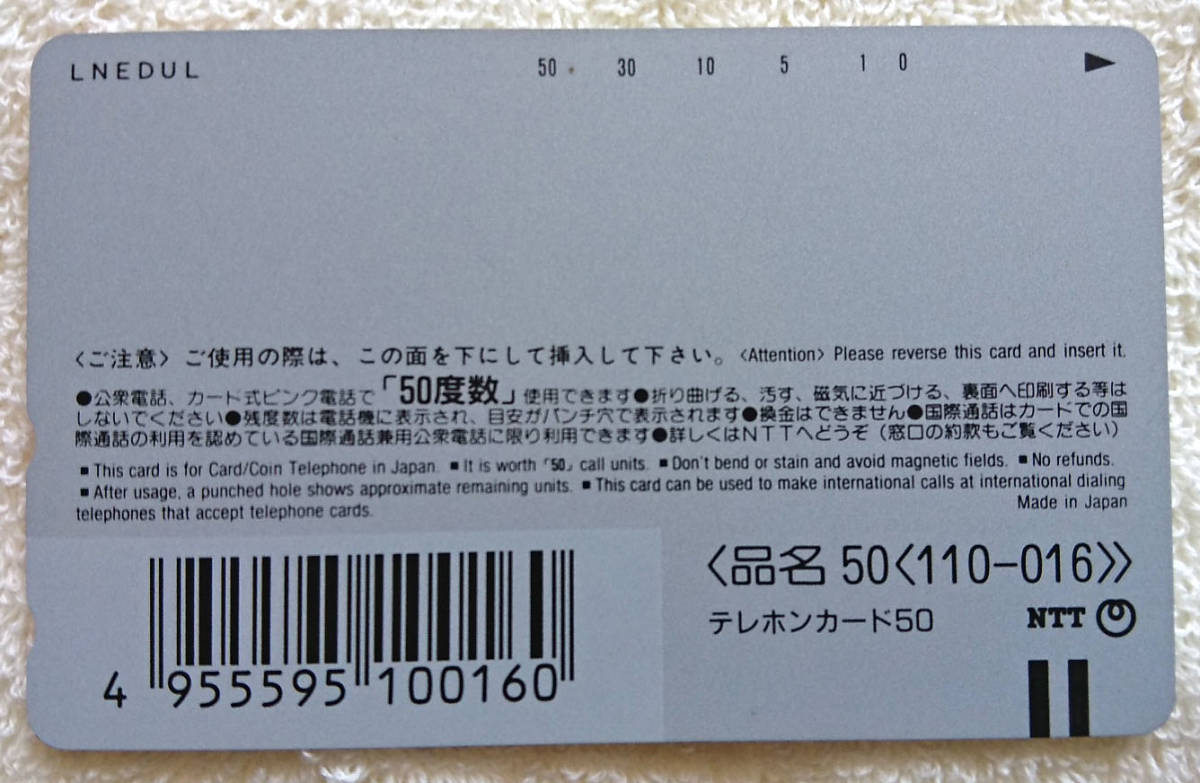 LNEDUL 50 30 10 5 1 0
〈ご注意〉ご使用の際は、この面を下にして挿入して下さい。〈Attention〉Please reverse this card and insert it.
●公衆電話、カード式ピンク電話で「50度数」使用できます●折り曲げる、汚す、磁気に近づける、裏面へ印刷する等は
しないでください●残度数は電話機に表示され、目安がパンチ穴で表示されます●換金はできません●国際通話はカードでの国
際通話の利用を認めている国際通話兼用公衆電話に限り利用できます●詳しくはNTTへどうぞ（窓口の約款もご覧ください）
■This card is for Card/Coin Telephone in Japan. ■It is worth「50」call units. ■Don't bend or stain and avoid magnetic fields. ■No refunds.
■After usage, a punched hole shows approximate remaining units. ■This card can be used to make international calls at international dialing
telephones that accept telephone cards. Made in Japan
〈品名 50〈110-016〉〉
テレホンカード50 NTT
4 955595 100160